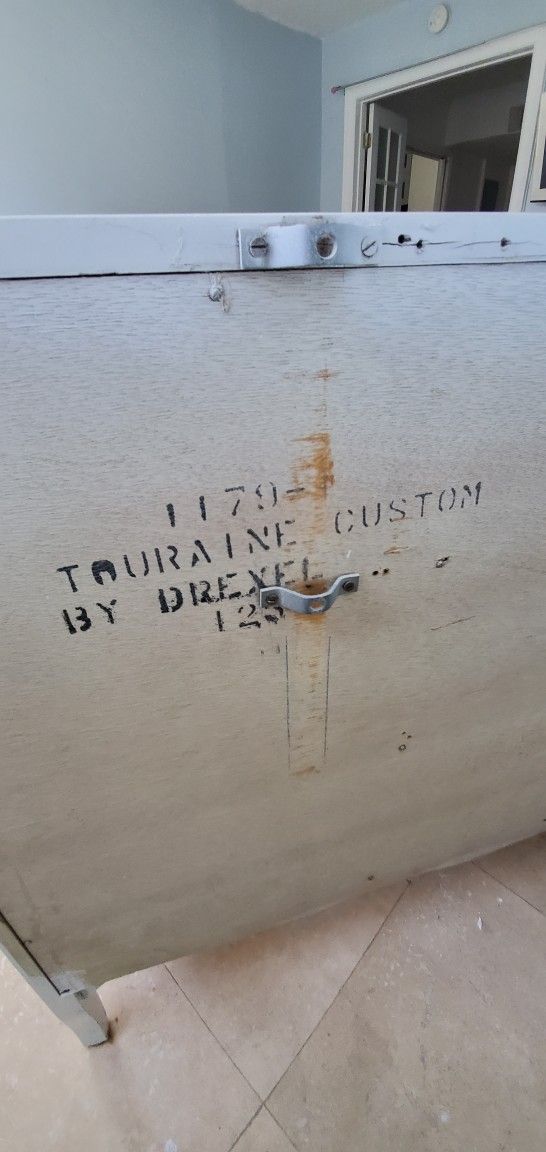 1179-
TOURAINE CUSTOM
BY DREXEL
125